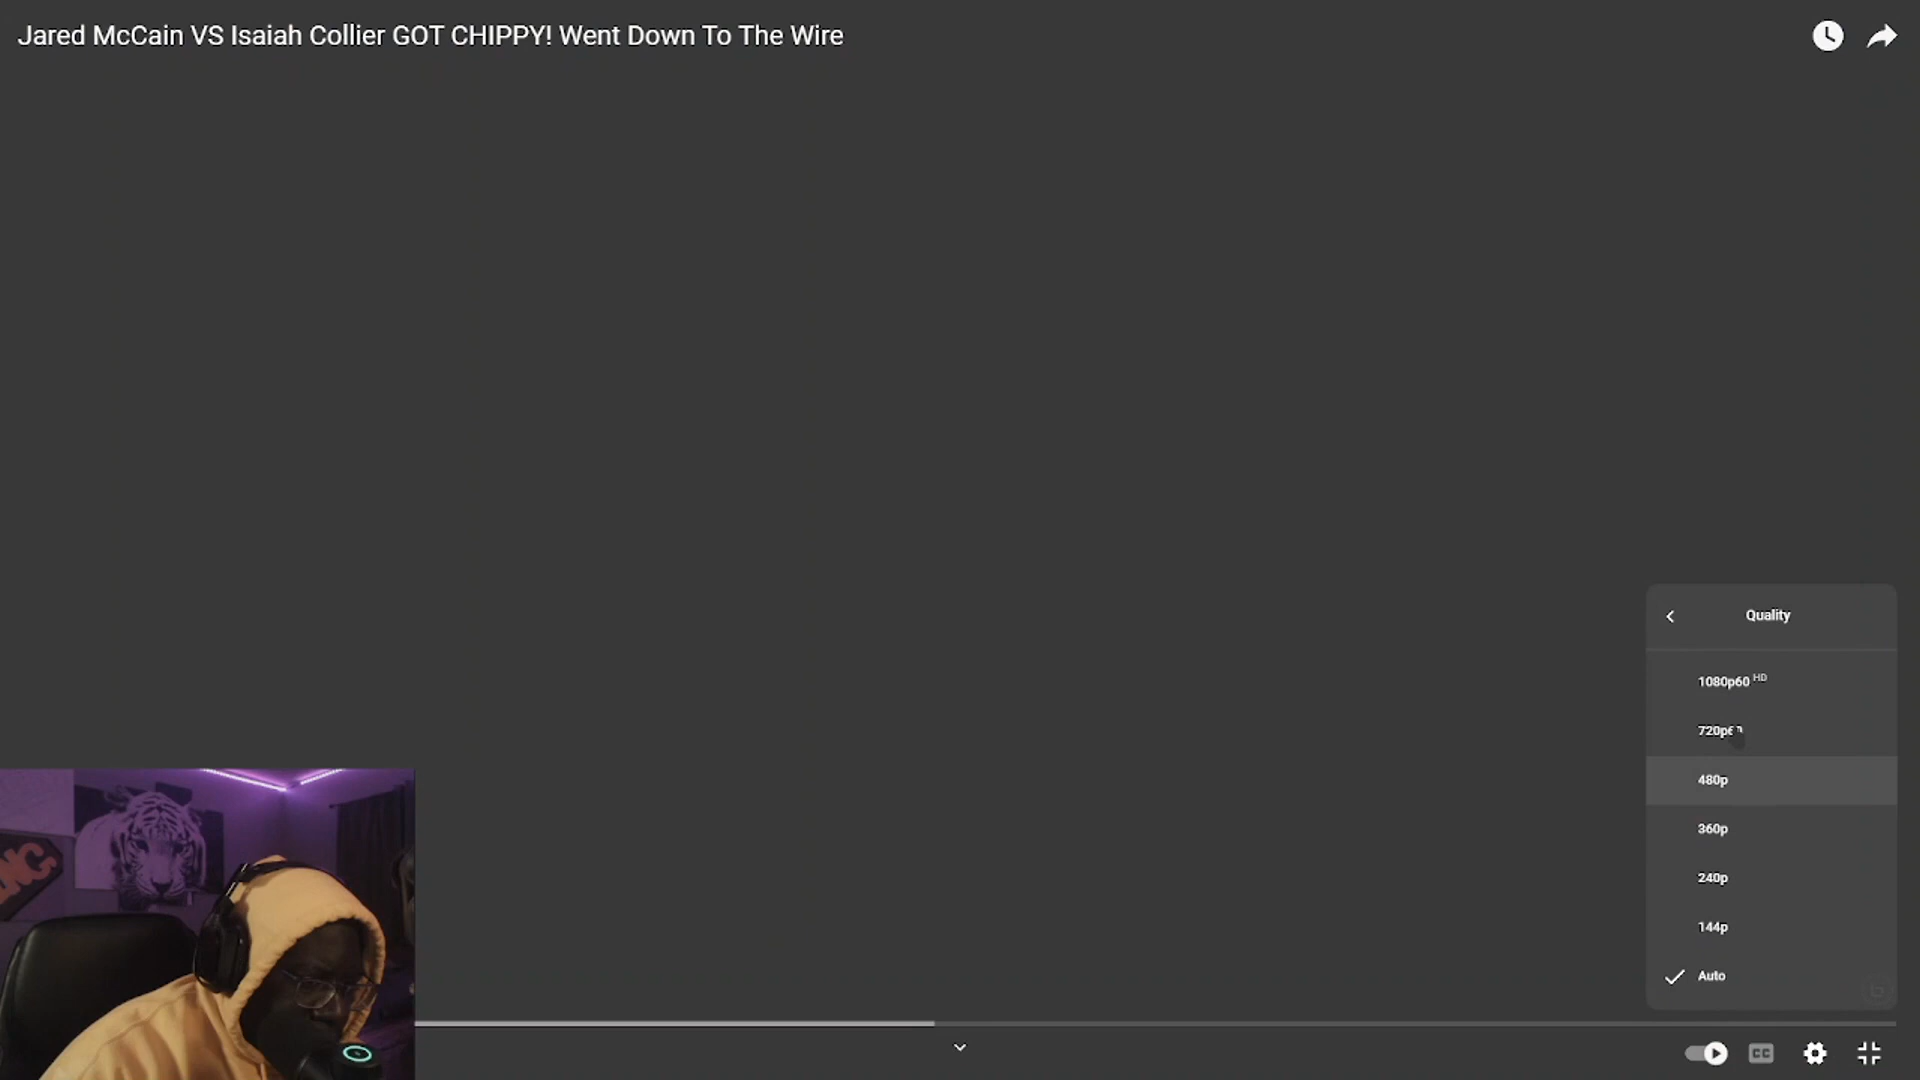 Jared McCain VS Isaiah Collier GOT CHIPPY! Went Down To The Wire
Quality
1080p60 HD
480p
360p
240p
144p
Auto
CC